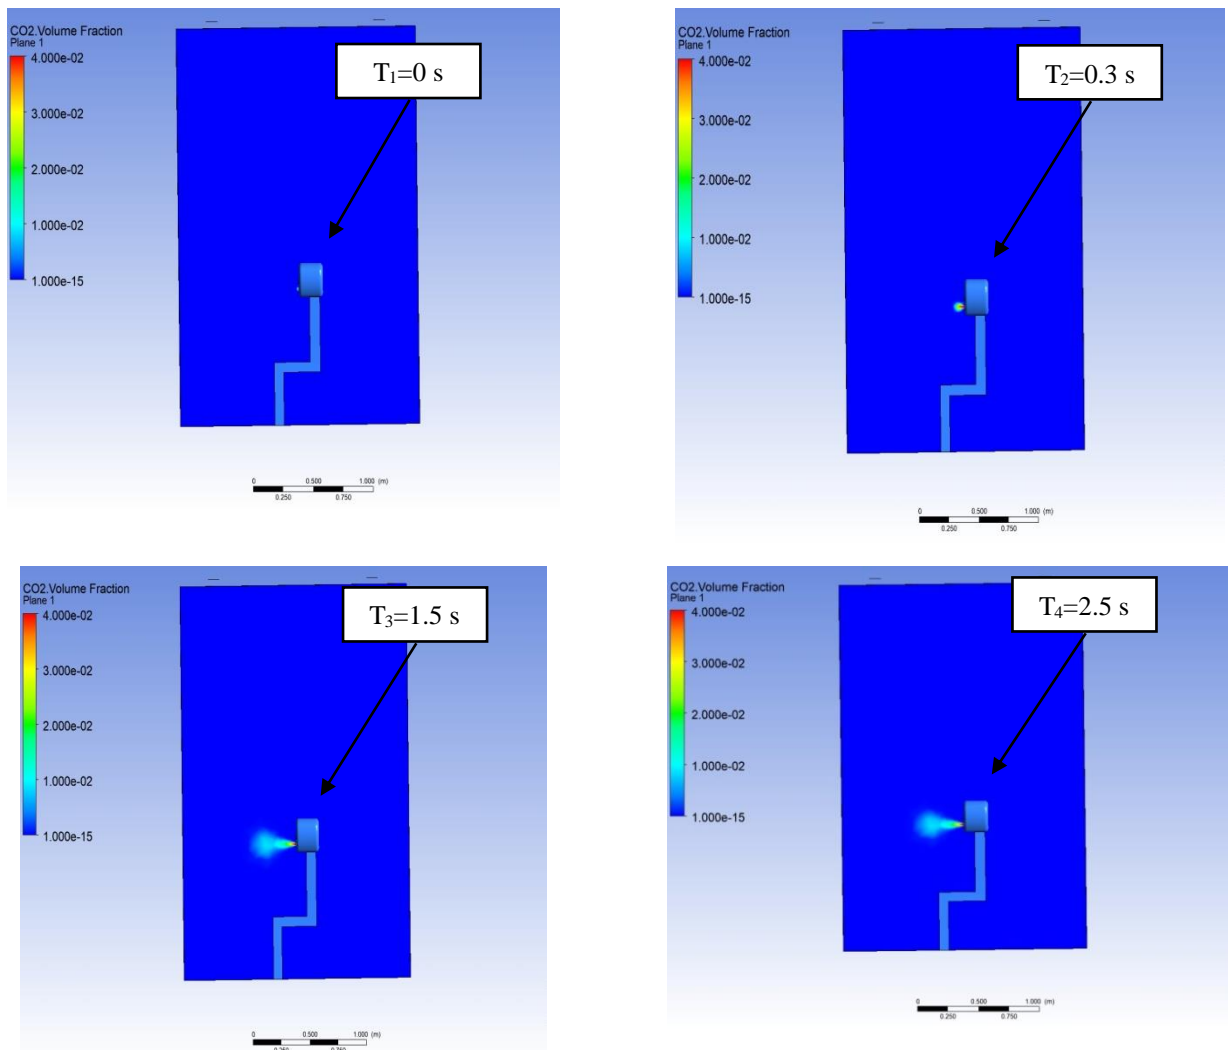 CO2.Volume Fraction
Plane 1
4.000e-02
3.000e-02
2.000e-02
1.000e-02
1.000e-15
T₁=0 s
0 0.500 1.000 (m)
0.250 0.750
CO2.Volume Fraction
Plane 1
4.000e-02
3.000e-02
2.000e-02
1.000e-02
1.000e-15
T₂=0.3 s
0 0.500 1.000 (m)
0.250 0.750
CO2.Volume Fraction
Plane 1
4.000e-02
3.000e-02
2.000e-02
1.000e-02
1.000e-15
T₃=1.5 s
0 0.500 1.000 (m)
0.250 0.750
CO2.Volume Fraction
Plane 1
4.000e-02
3.000e-02
2.000e-02
1.000e-02
1.000e-15
T₄=2.5 s
0 0.500 1.000 (m)
0.250 0.750